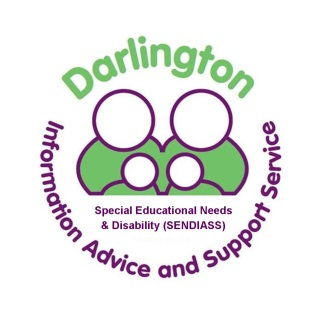 Darlington
Special Educational Needs
& Disability (SENDIASS)
Information Advice and Support Service